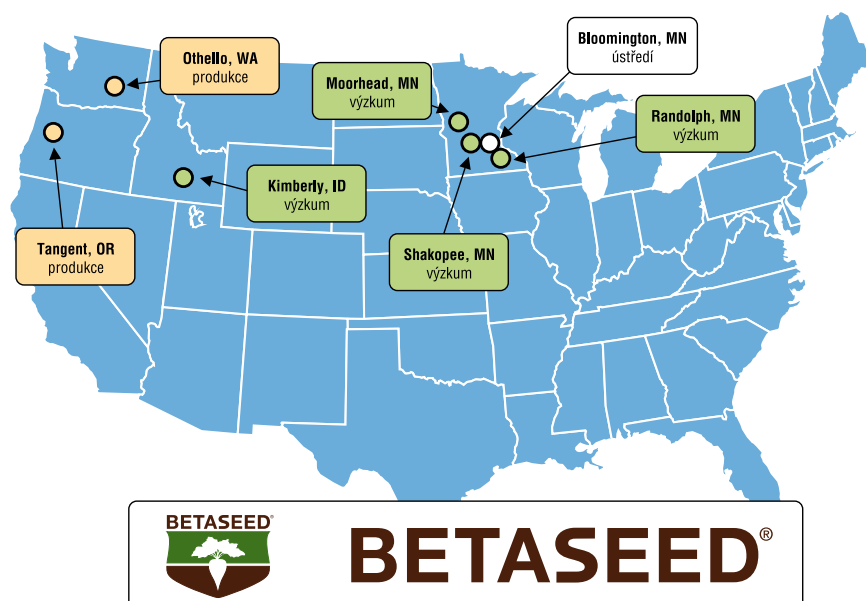 Othello, WA
produkce
Bloomington, MN
ústředí
Moorhead, MN
výzkum
Randolph, MN
výzkum
Kimberly, ID
výzkum
Tangent, OR
produkce
Shakopee, MN
výzkum
BETASEED®
BETASEED®